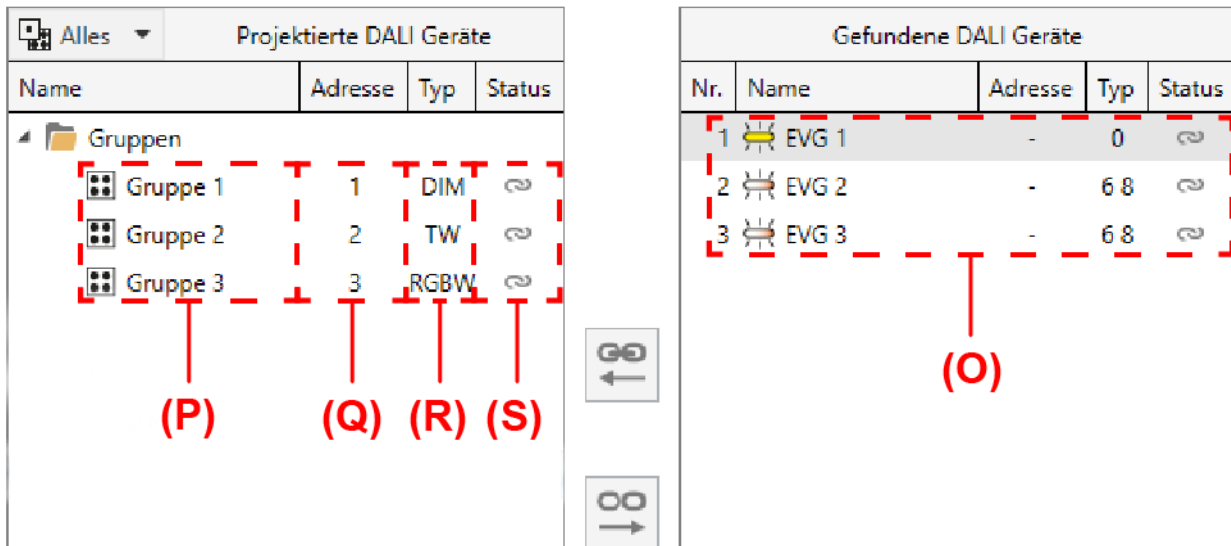 Alles Projektierte DALI Geräte
Name Adresse Typ Status
Gruppen
Gruppe 1 1 DIM
Gruppe 2 2 TW
Gruppe 3 3 RGBW
(P) (Q) (R) (S)
Gefundene DALI Geräte
Nr. Name Adresse Typ Status
1 EVG 1 - 0
2 EVG 2 - 6 8
3 EVG 3 - 6 8
(O)